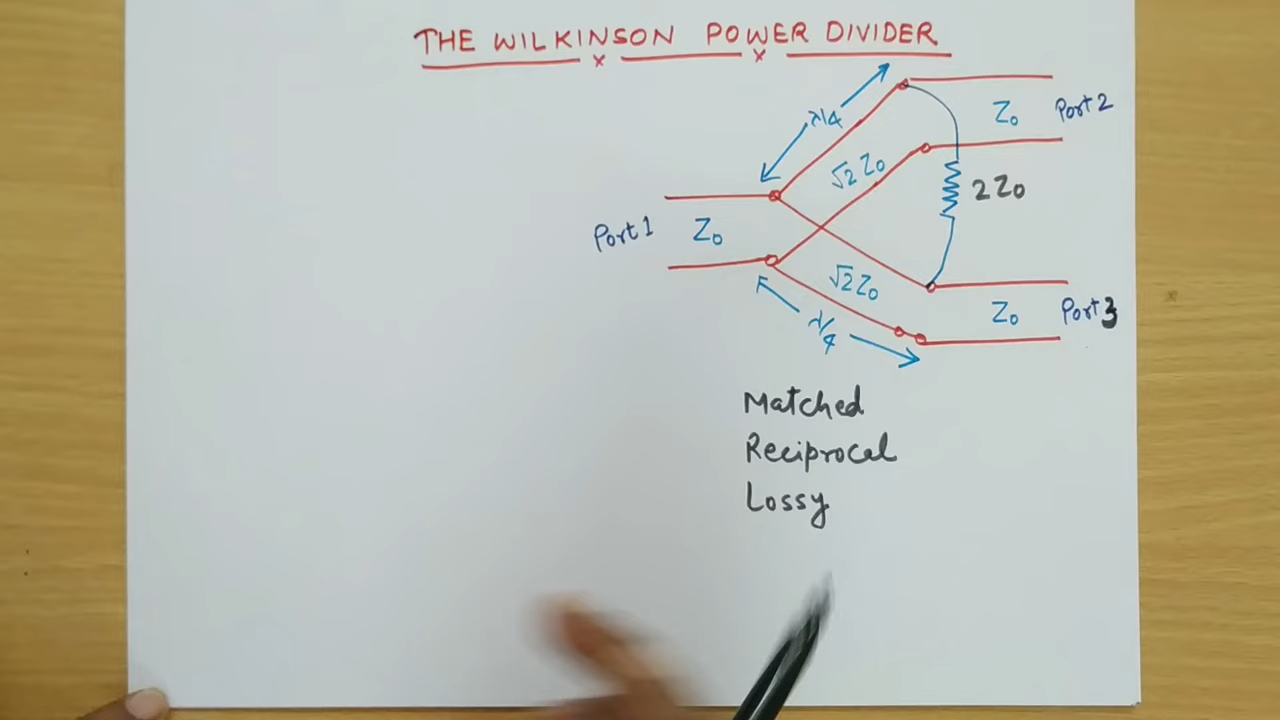 THE WILKINSON POWER DIVIDER
λ/4
Z₀
Port 2
√2 Z₀
2Z₀
Port 1
Z₀
√2 Z₀
Z₀
Port 3
λ/4
Matched
Reciprocal
Lossy